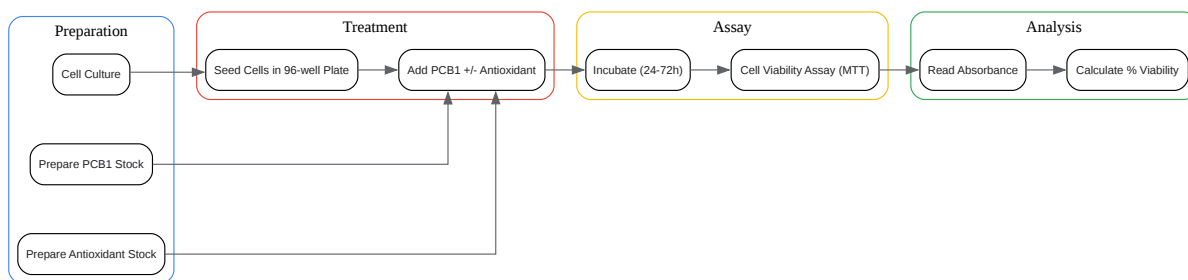 Preparation
Cell Culture
Prepare PCB1 Stock
Prepare Antioxidant Stock
Treatment
Seed Cells in 96-well Plate
Add PCB1 +/- Antioxidant
Assay
Incubate (24-72h)
Cell Viability Assay (MTT)
Analysis
Read Absorbance
Calculate % Viability